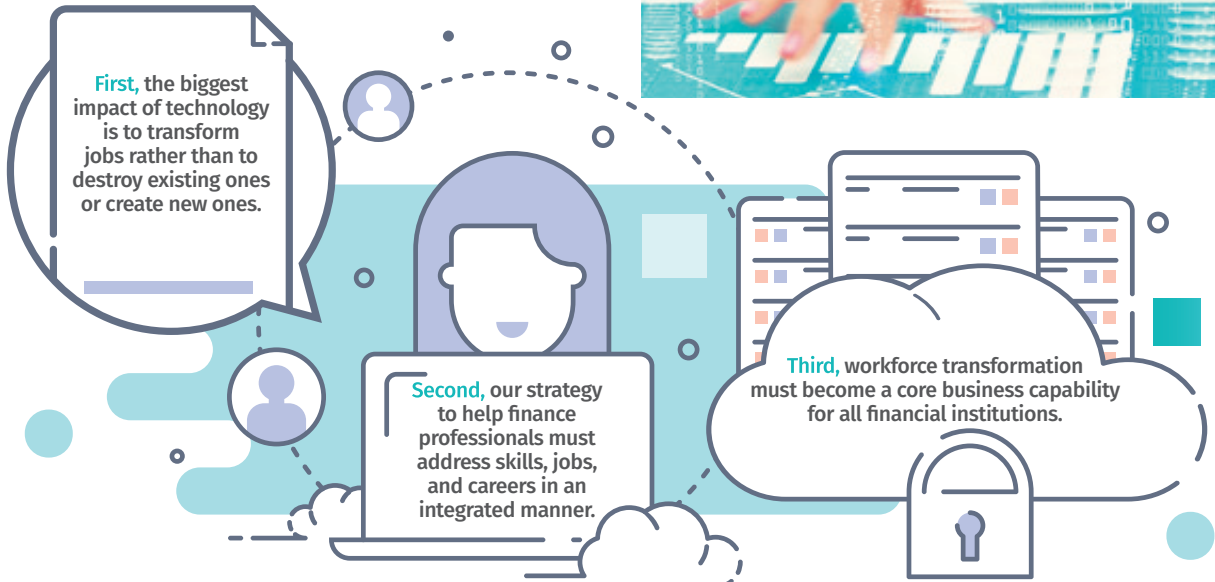 First, the biggest
impact of technology
is to transform
jobs rather than to
destroy existing ones
or create new ones.
Second, our strategy
to help finance
professionals must
address skills, jobs,
and careers in an
integrated manner.
Third, workforce transformation
must become a core business capability
for all financial institutions.